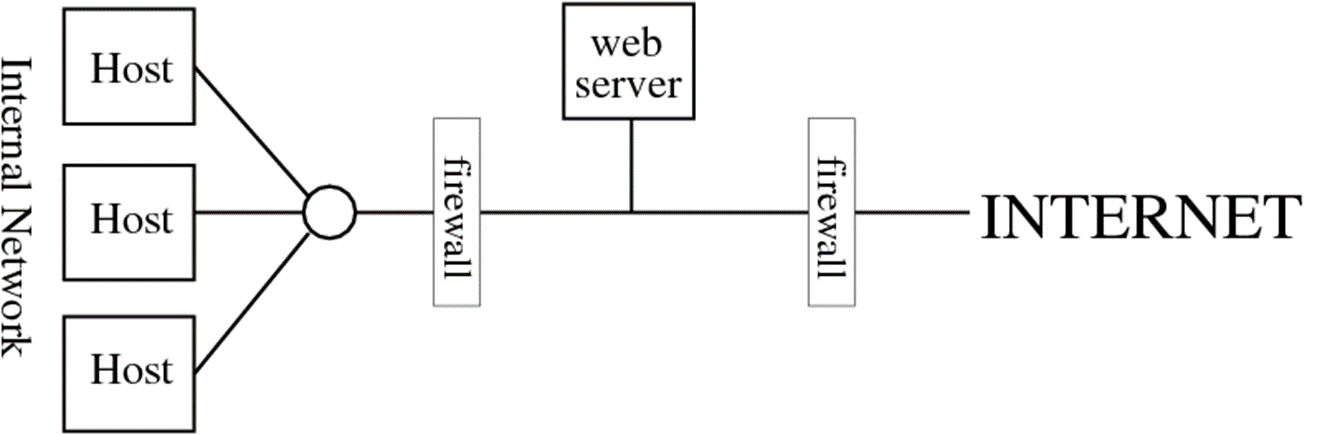 Internal Network
Host
Host
Host
firewall
web
server
firewall
INTERNET